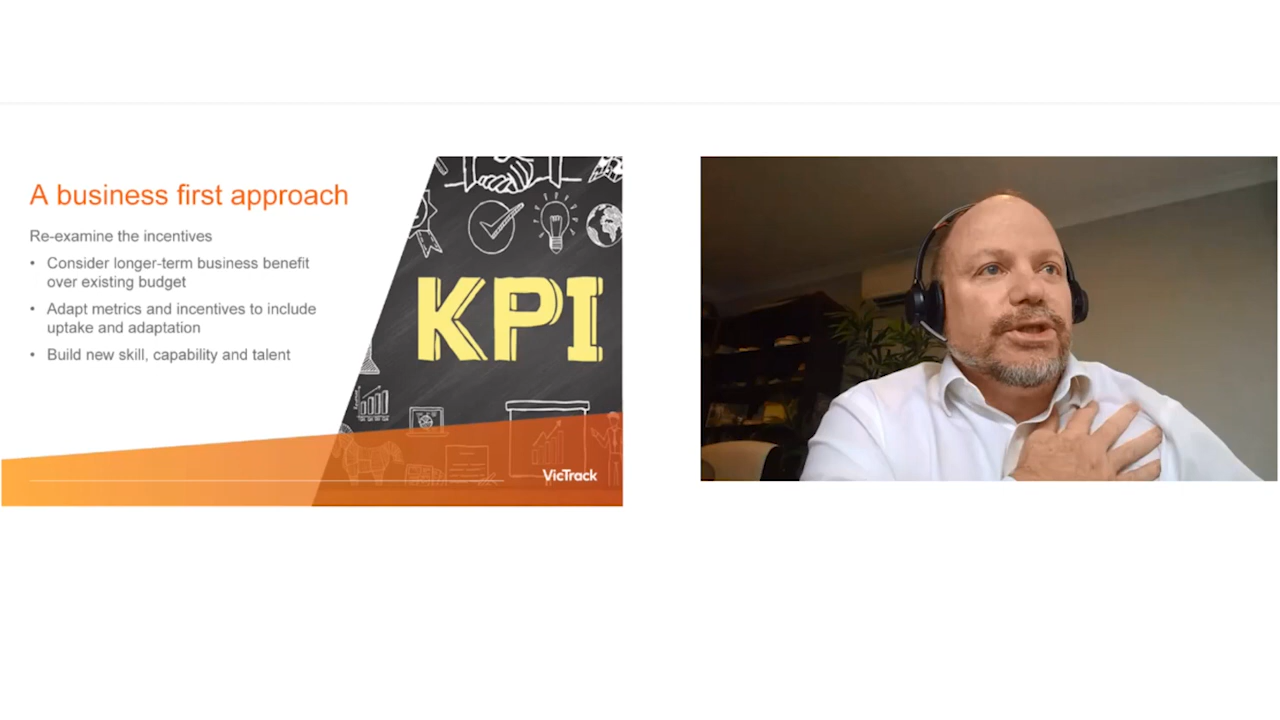 A business first approach
Re-examine the incentives
• Consider longer-term business benefit
over existing budget
• Adapt metrics and incentives to include
uptake and adaptation
• Build new skill, capability and talent
KPI
VicTrack